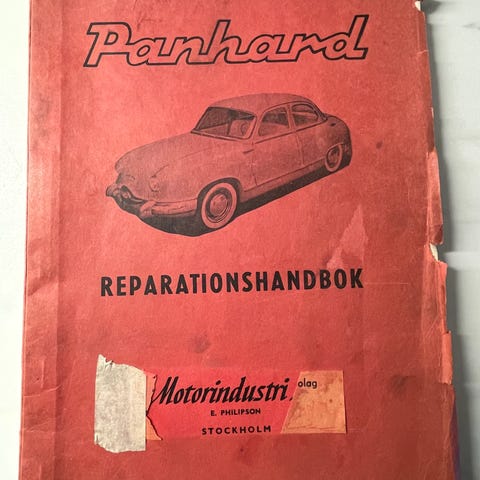 Panhard
REPARATIONSHANDBOK
Motorindustri olag
E. PHILIPSON
STOCKHOLM